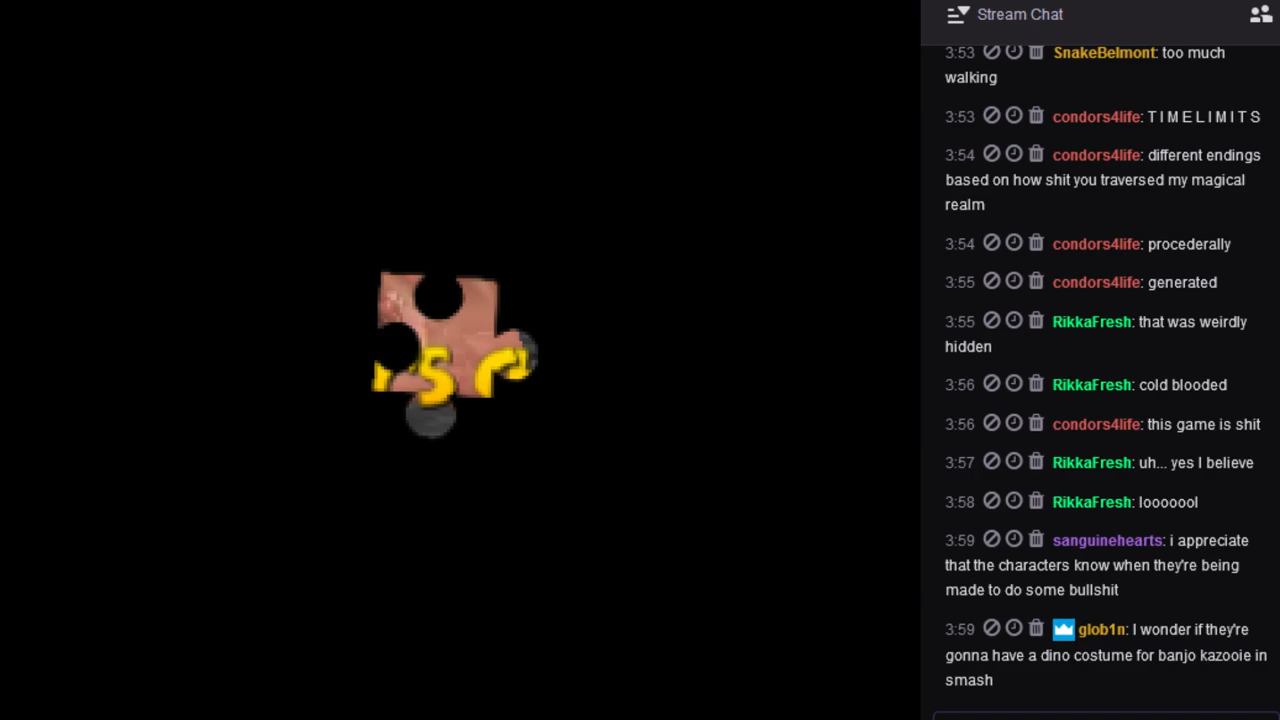 Stream Chat
3:53 SnakeBelmont: too much
walking
3:53 condors4life: T I M E L I M I T S
3:54 condors4life: different endings
based on how shit you traversed my magical
realm
3:54 condors4life: procederally
3:55 condors4life: generated
3:55 RikkaFresh: that was weirdly
hidden
3:56 RikkaFresh: cold blooded
3:56 condors4life: this game is shit
3:57 RikkaFresh: uh... yes I believe
3:58 RikkaFresh: looooool
3:59 sanguinehearts: i appreciate
that the characters know when they're being
made to do some bullshit
3:59 glob1n: I wonder if they're
gonna have a dino costume for banjo kazooie in
smash